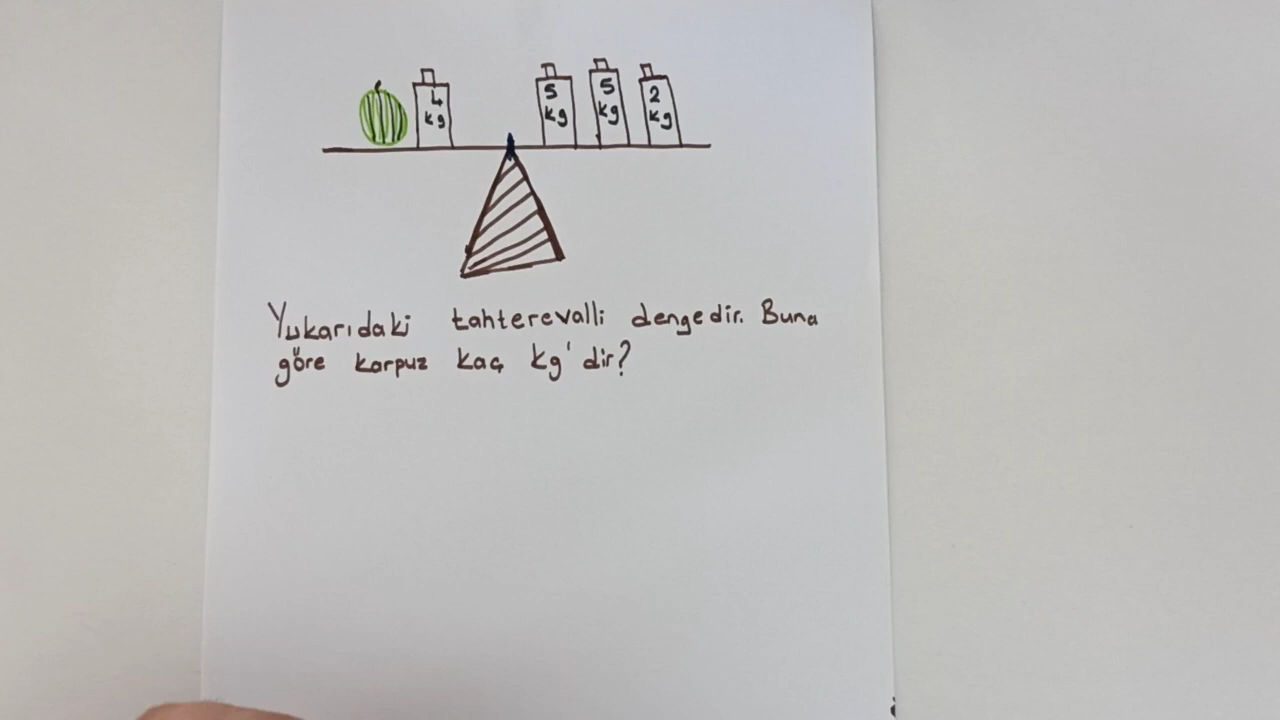 4 kg
5 kg
5 kg
2 kg
Yukarıdaki tahterevalli dengedir. Buna
göre karpuz kaç kg'dir?